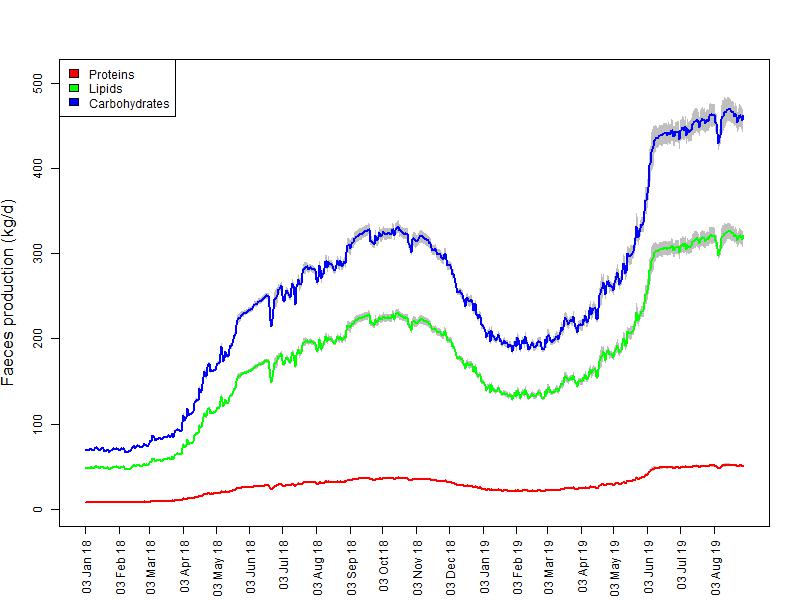 Proteins
Lipids
Carbohydrates
Faeces production (kg/d)
500
400
300
200
100
0
03 Jan 18
03 Feb 18
03 Mar 18
03 Apr 18
03 May 18
03 Jun 18
03 Jul 18
03 Aug 18
03 Sep 18
03 Oct 18
03 Nov 18
03 Dec 18
03 Jan 19
03 Feb 19
03 Mar 19
03 Apr 19
03 May 19
03 Jun 19
03 Jul 19
03 Aug 19